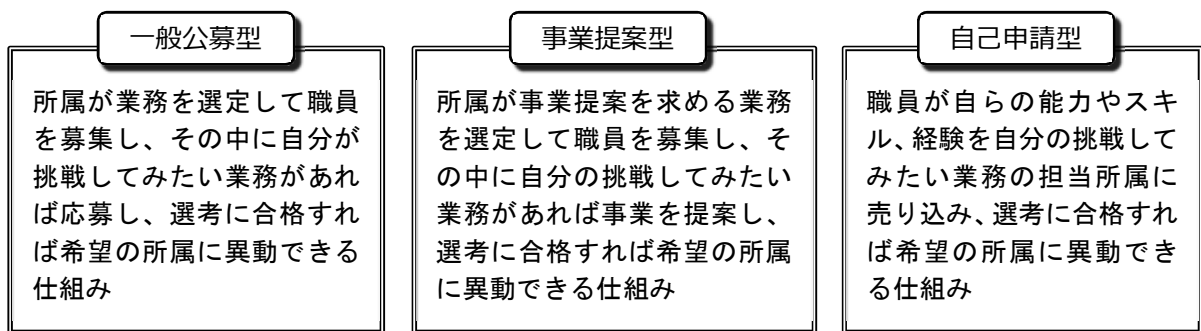 一般公募型
所属が業務を選定して職員
を募集し、その中に自分が
挑戦してみたい業務があれ
ば応募し、選考に合格すれ
ば希望の所属に異動できる
仕組み
事業提案型
所属が事業提案を求める業務
を選定して職員を募集し、そ
の中に自分の挑戦してみたい
業務があれば事業を提案し、
選考に合格すれば希望の所属
に異動できる仕組み
自己申請型
職員が自らの能力やスキ
ル、経験を自分の挑戦して
みたい業務の担当所属に
売り込み、選考に合格すれ
ば希望の所属に異動でき
る仕組み